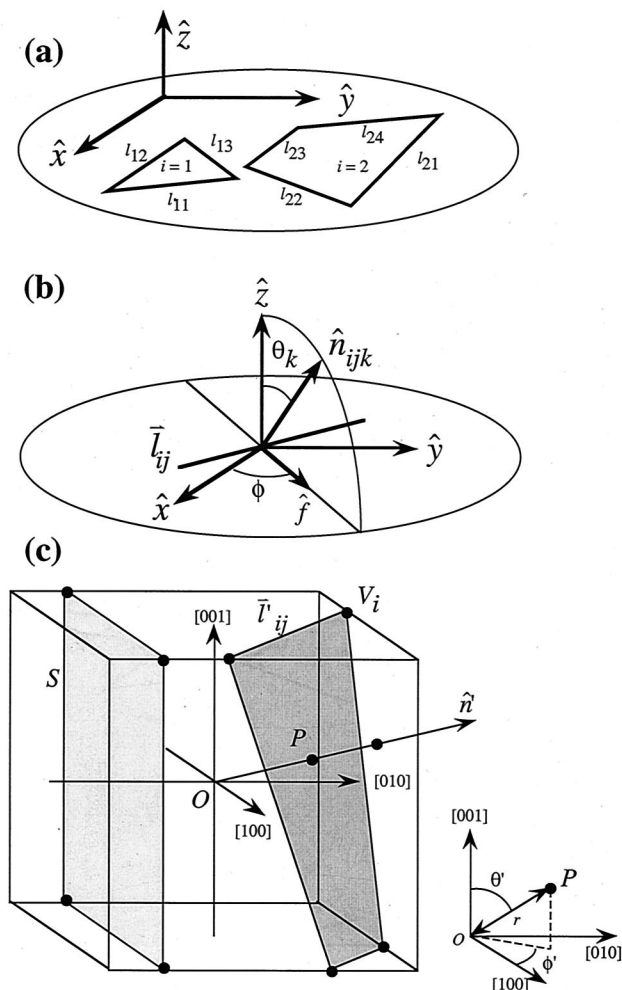 (a)
ẑ
ŷ
x̂
l12
l13
i = 1
l11
l23
l24
i = 2
l21
l22
(b)
ẑ
θk
n̂ijk
l̄ij
ŷ
x̂
ϕ
f̂
(c)
[001]
l̄'ij
Vi
S
n̂'
P
O
[010]
[100]
[001]
θ'
P
r
O
[010]
ϕ'
[100]